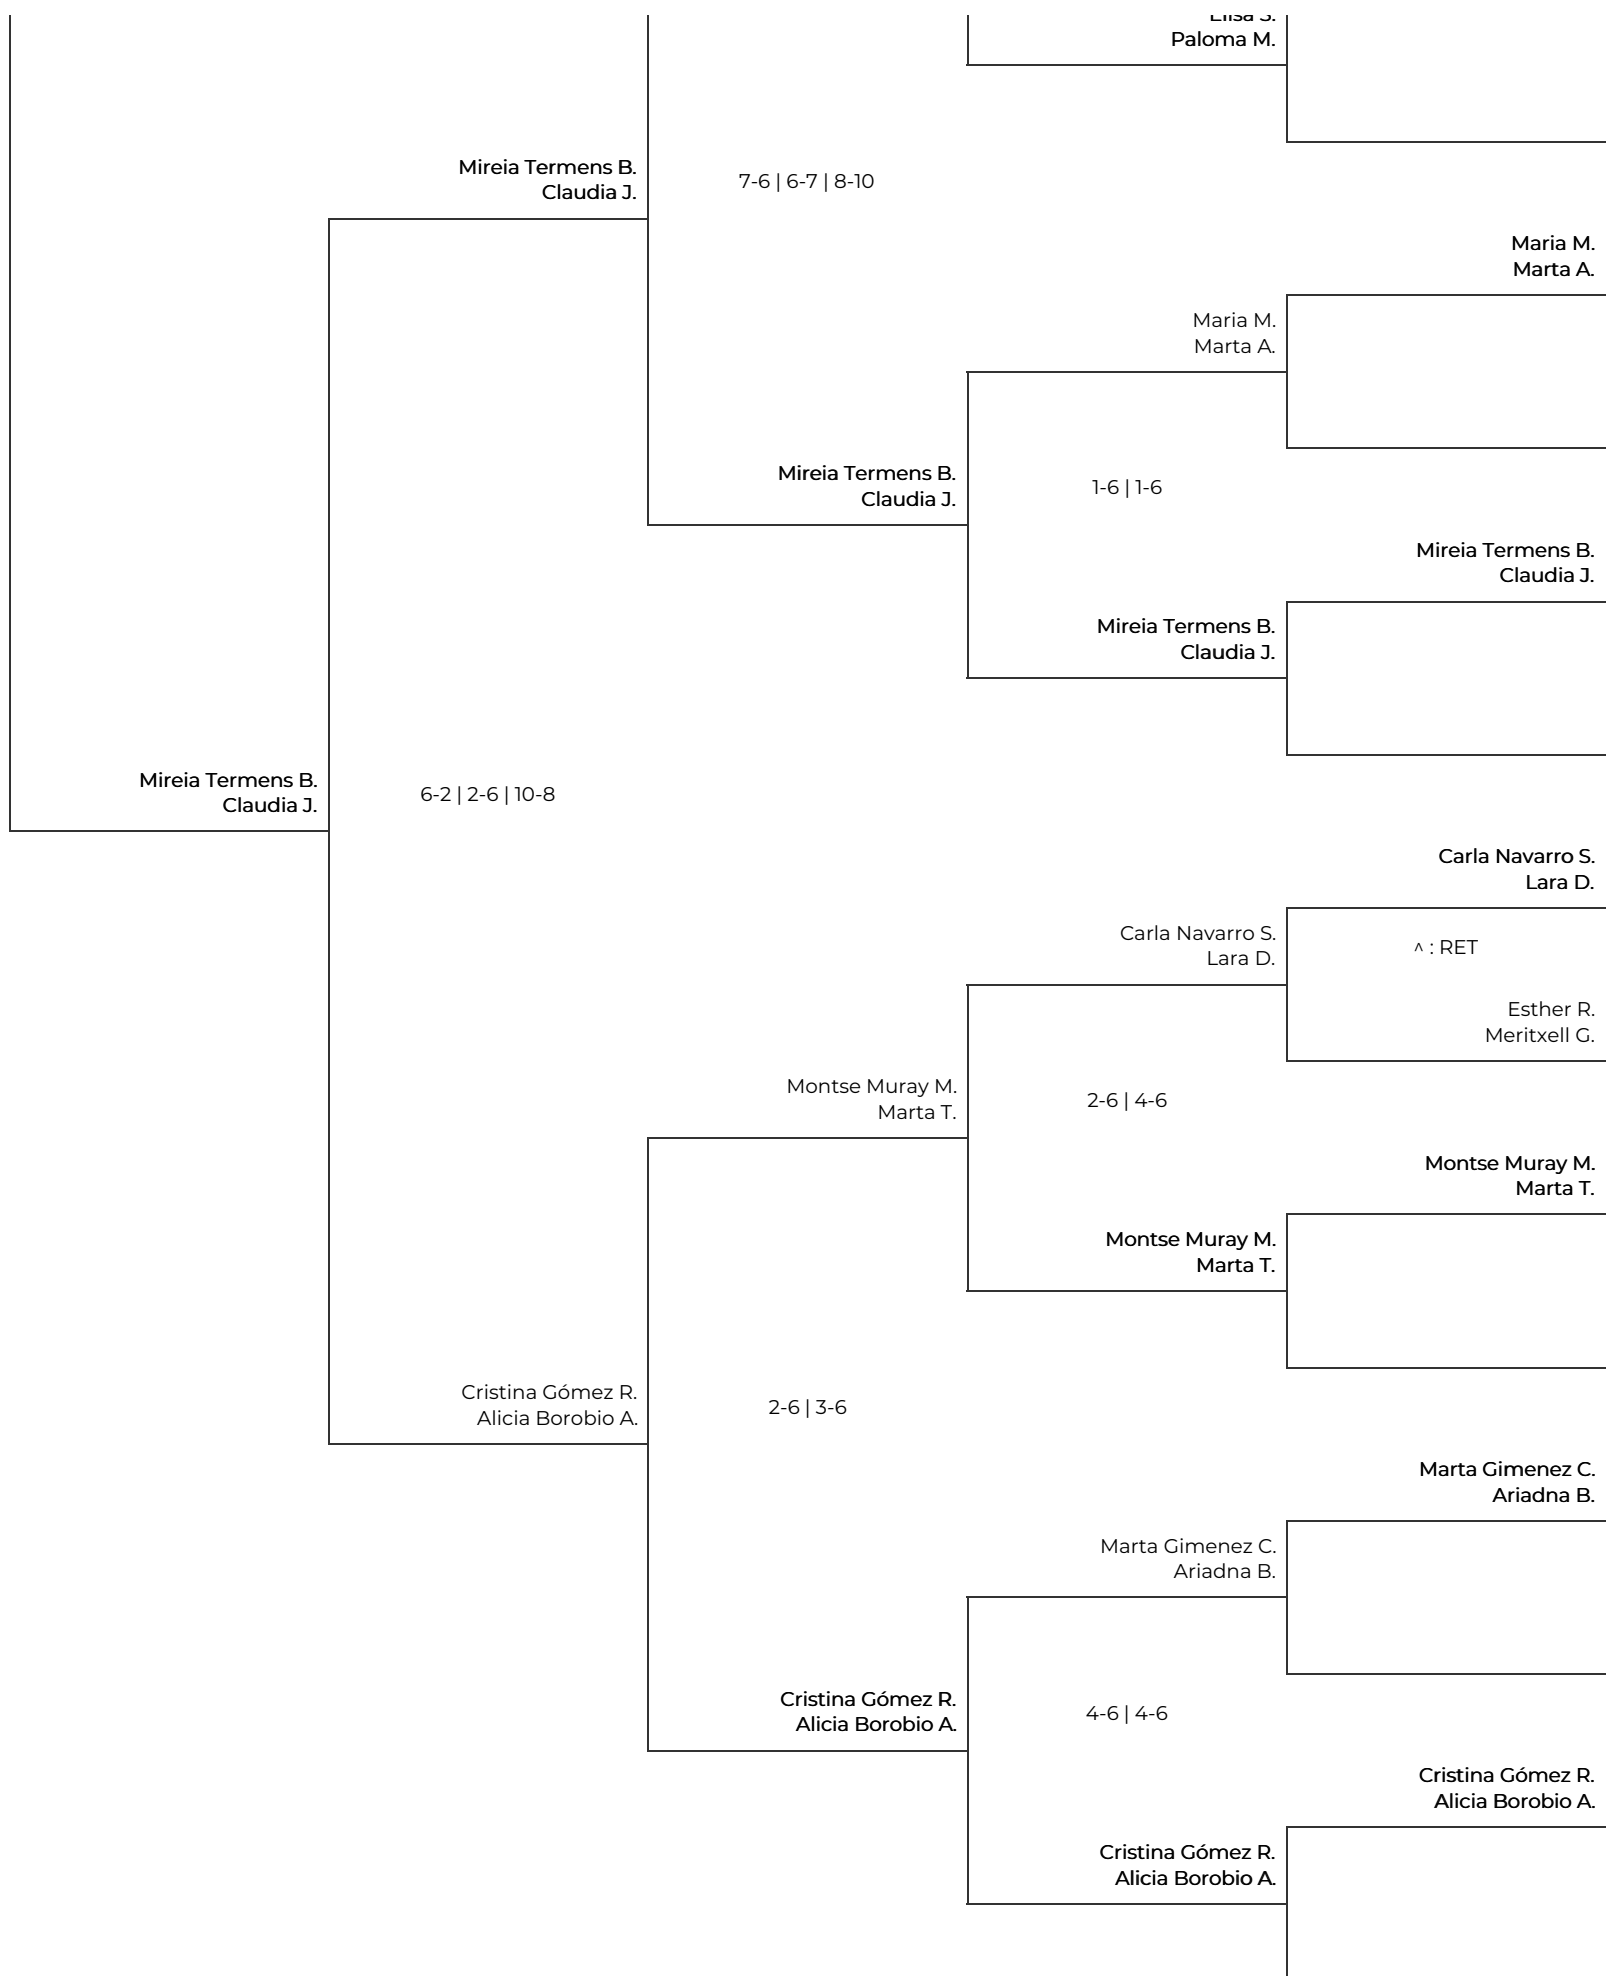 Elisa S.
Paloma M.
Mireia Termens B.
Claudia J.
7-6 | 6-7 | 8-10
Maria M.
Marta A.
Maria M.
Marta A.
Mireia Termens B.
Claudia J.
1-6 | 1-6
Mireia Termens B.
Claudia J.
Mireia Termens B.
Claudia J.
Mireia Termens B.
Claudia J.
6-2 | 2-6 | 10-8
Carla Navarro S.
Lara D.
Carla Navarro S.
Lara D.
^ : RET
Esther R.
Meritxell G.
Montse Muray M.
Marta T.
2-6 | 4-6
Montse Muray M.
Marta T.
Montse Muray M.
Marta T.
Cristina Gómez R.
Alicia Borobio A.
2-6 | 3-6
Marta Gimenez C.
Ariadna B.
Marta Gimenez C.
Ariadna B.
Cristina Gómez R.
Alicia Borobio A.
4-6 | 4-6
Cristina Gómez R.
Alicia Borobio A.
Cristina Gómez R.
Alicia Borobio A.